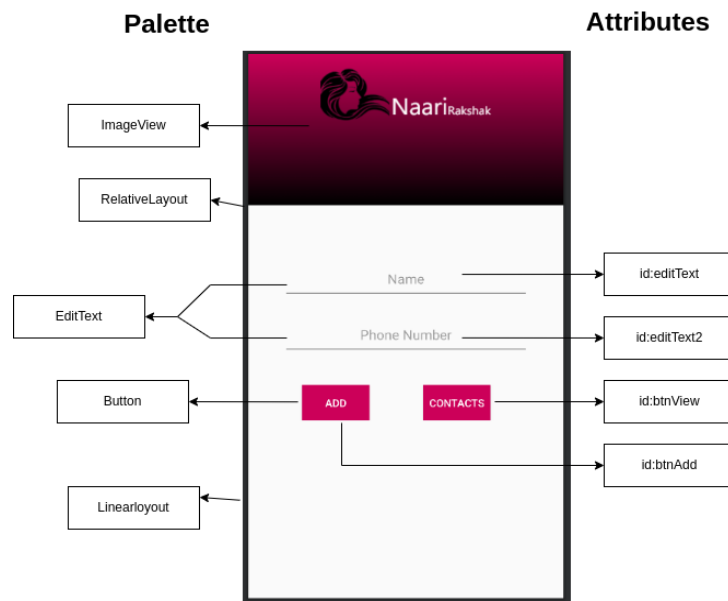 Palette
Attributes
Naari Rakshak
ImageView
RelativeLayout
Name
id:editText
EditText
Phone Number
id:editText2
Button
ADD
CONTACTS
id:btnView
id:btnAdd
Linearloyout